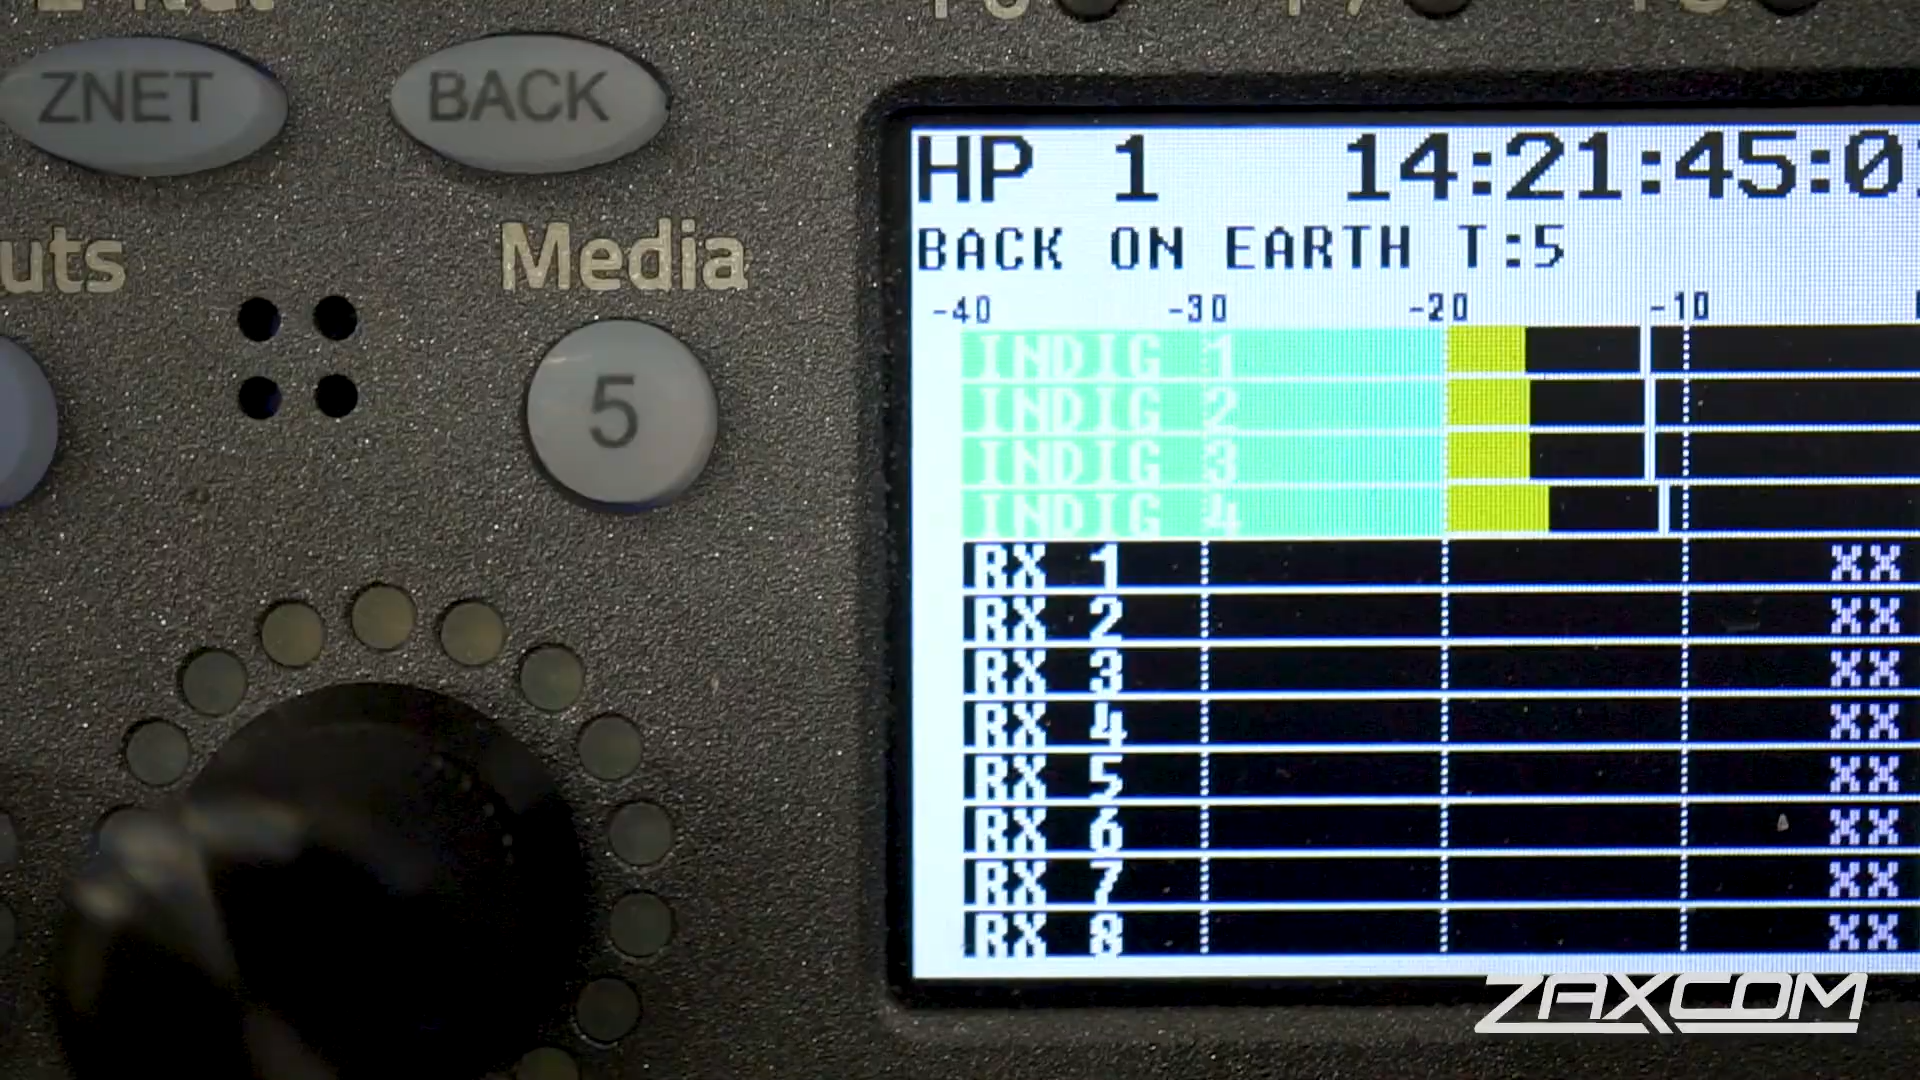 ZNET
BACK
Media
5
HP 1 14:21:45:0
BACK ON EARTH T:5
-40 -30 -20 -10
INDIG 1
INDIG 2
INDIG 3
INDIG 4
RX 1 XX
RX 2 XX
RX 3 XX
RX 4 XX
RX 5 XX
RX 6 XX
RX 7 XX
RX 8 XX
ZAXCOM